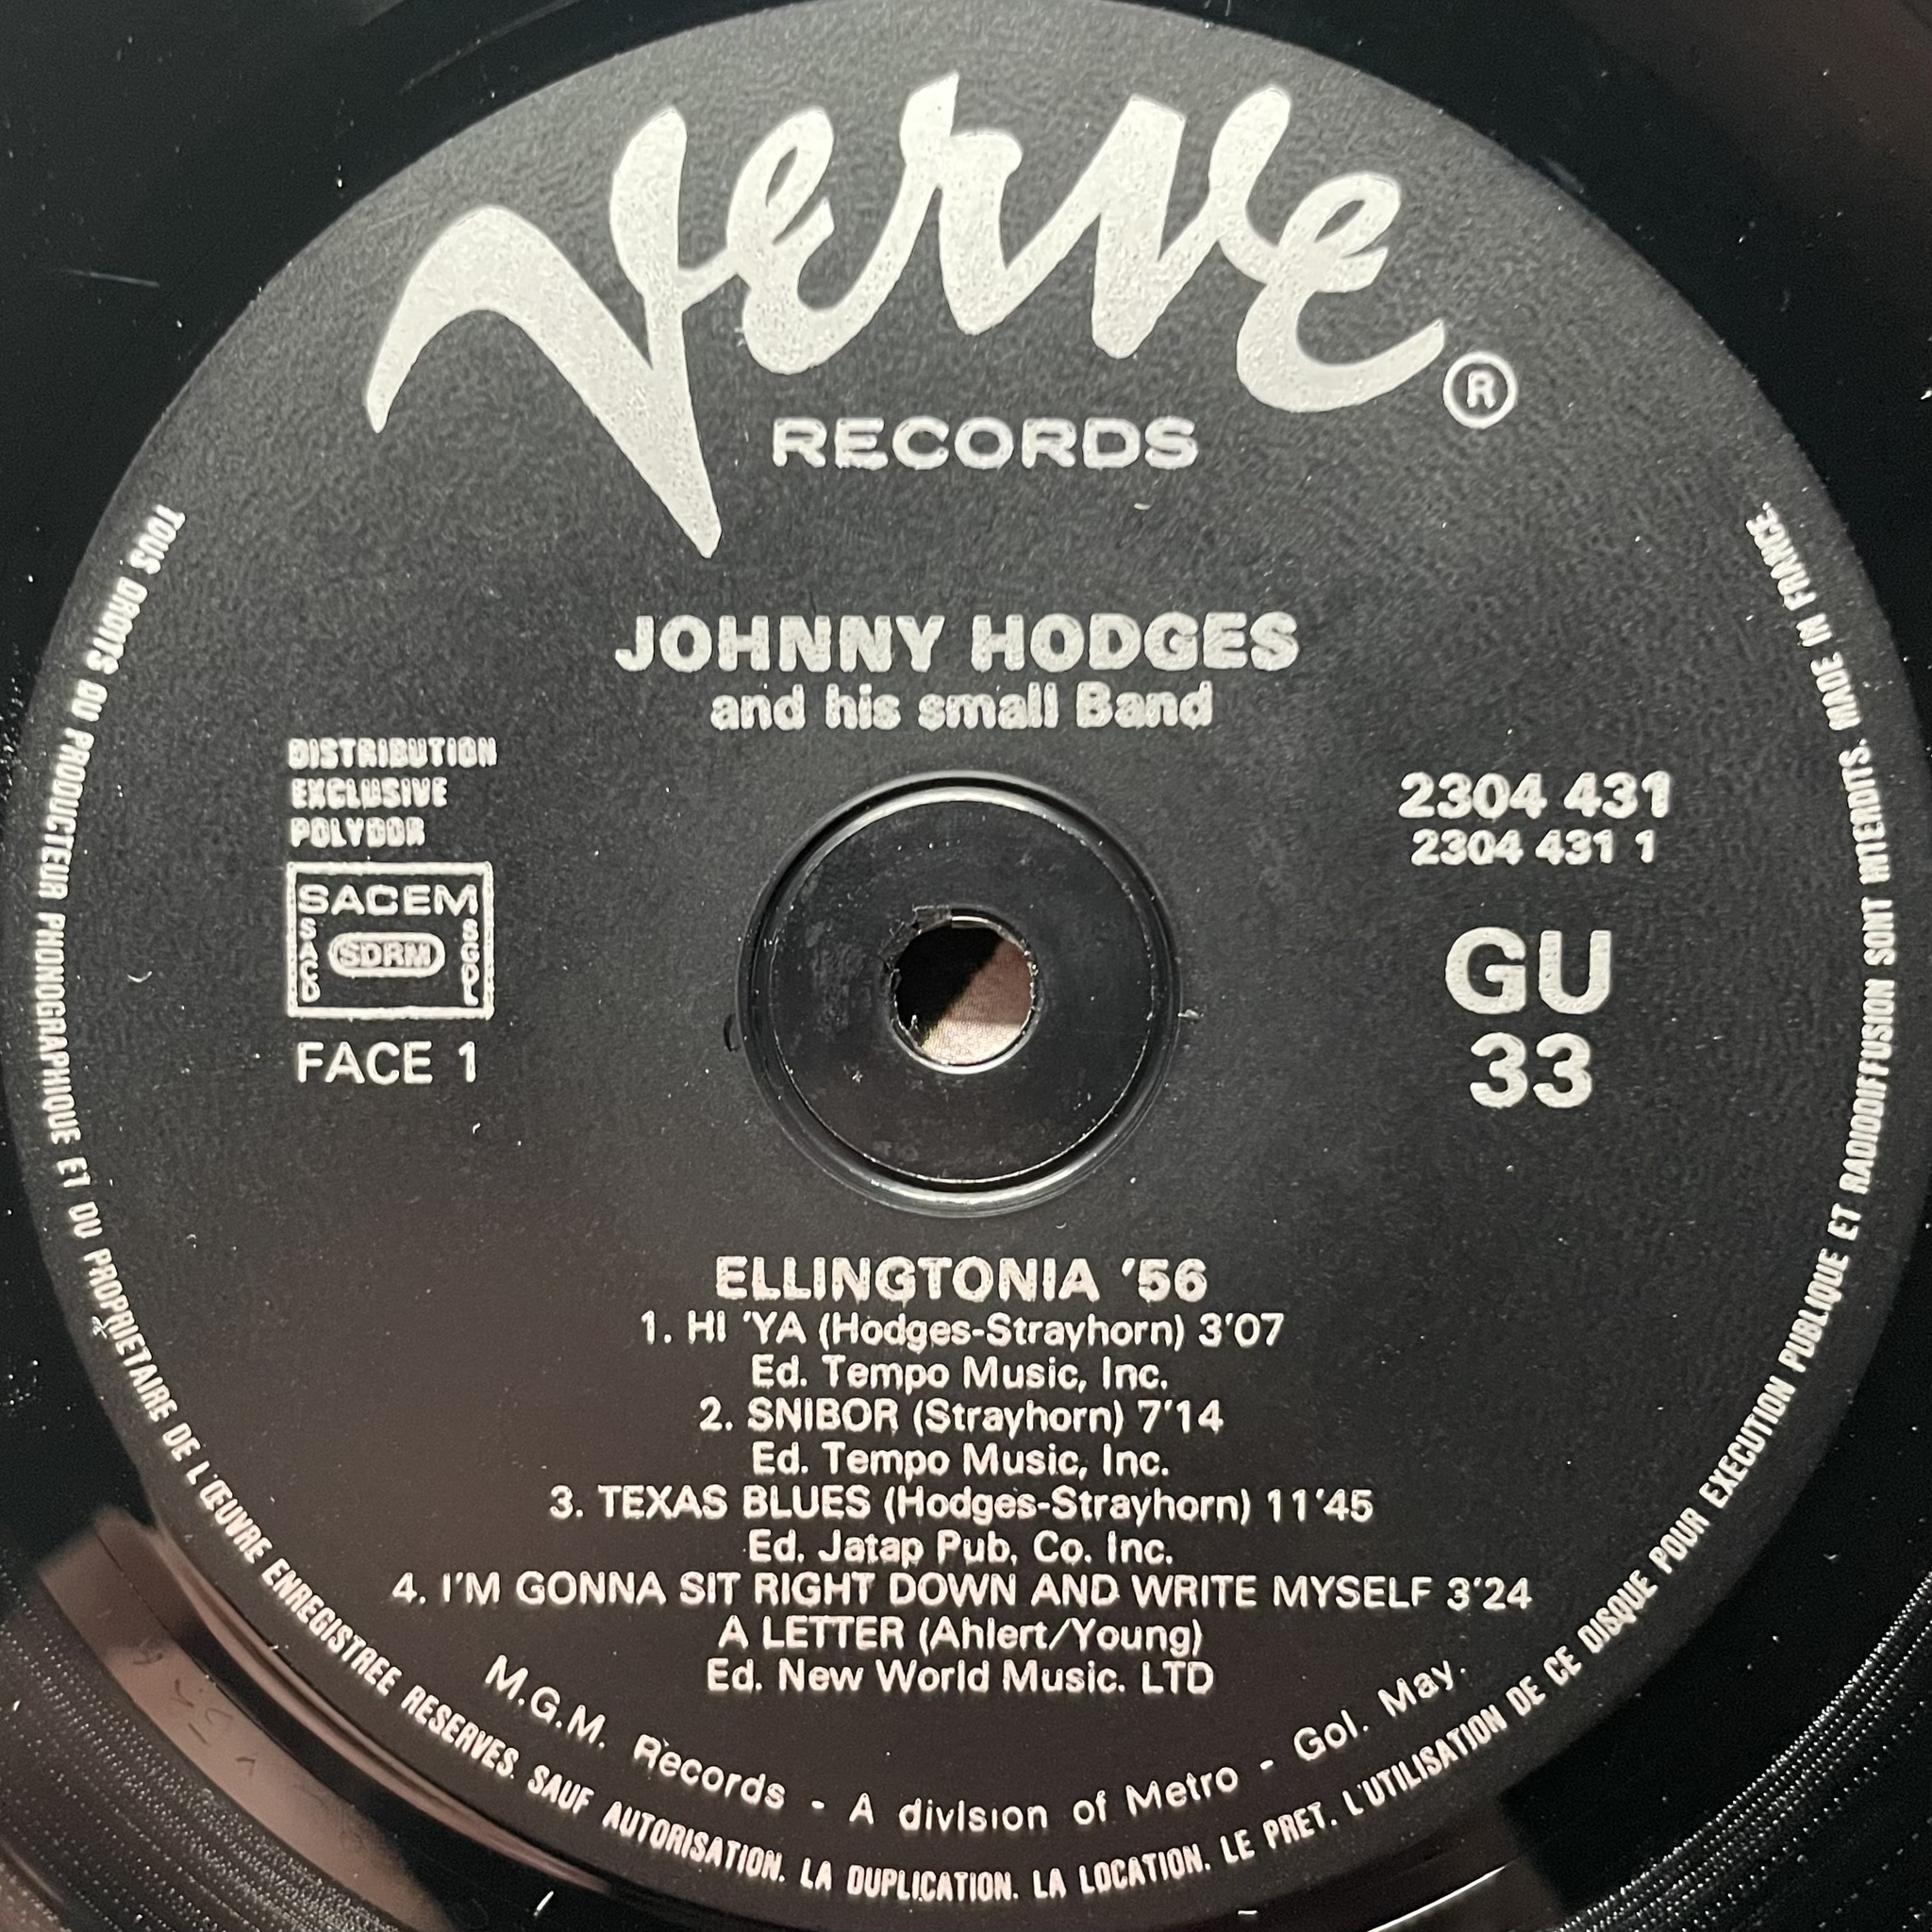 Verve ®
RECORDS
JOHNNY HODGES
and his small Band
DISTRIBUTION
EXCLUSIVE
POLYDOR
SACEM
SACD
SDRM
SGDL
FACE 1
2304 431
2304 431 1
GU
33
ELLINGTONIA '56
1. HI 'YA (Hodges-Strayhorn) 3'07
Ed. Tempo Music, Inc.
2. SNIBOR (Strayhorn) 7'14
Ed. Tempo Music, Inc.
3. TEXAS BLUES (Hodges-Strayhorn) 11'45
Ed. Jatap Pub. Co. Inc.
4. I'M GONNA SIT RIGHT DOWN AND WRITE MYSELF 3'24
A LETTER (Ahlert/Young)
Ed. New World Music. LTD
M.G.M. Records - A division of Metro - Gol. May.
TOUS DROITS DU PRODUCTEUR PHONOGRAPHIQUE ET DU PROPRIETAIRE DE L'ŒUVRE ENREGISTREE RESERVES. SAUF AUTORISATION. LA DUPLICATION. LA LOCATION. LE PRET. L'UTILISATION DE CE DISQUE POUR EXECUTION PUBLIQUE ET RADIODIFFUSION SONT INTERDITS. MADE IN FRANCE.